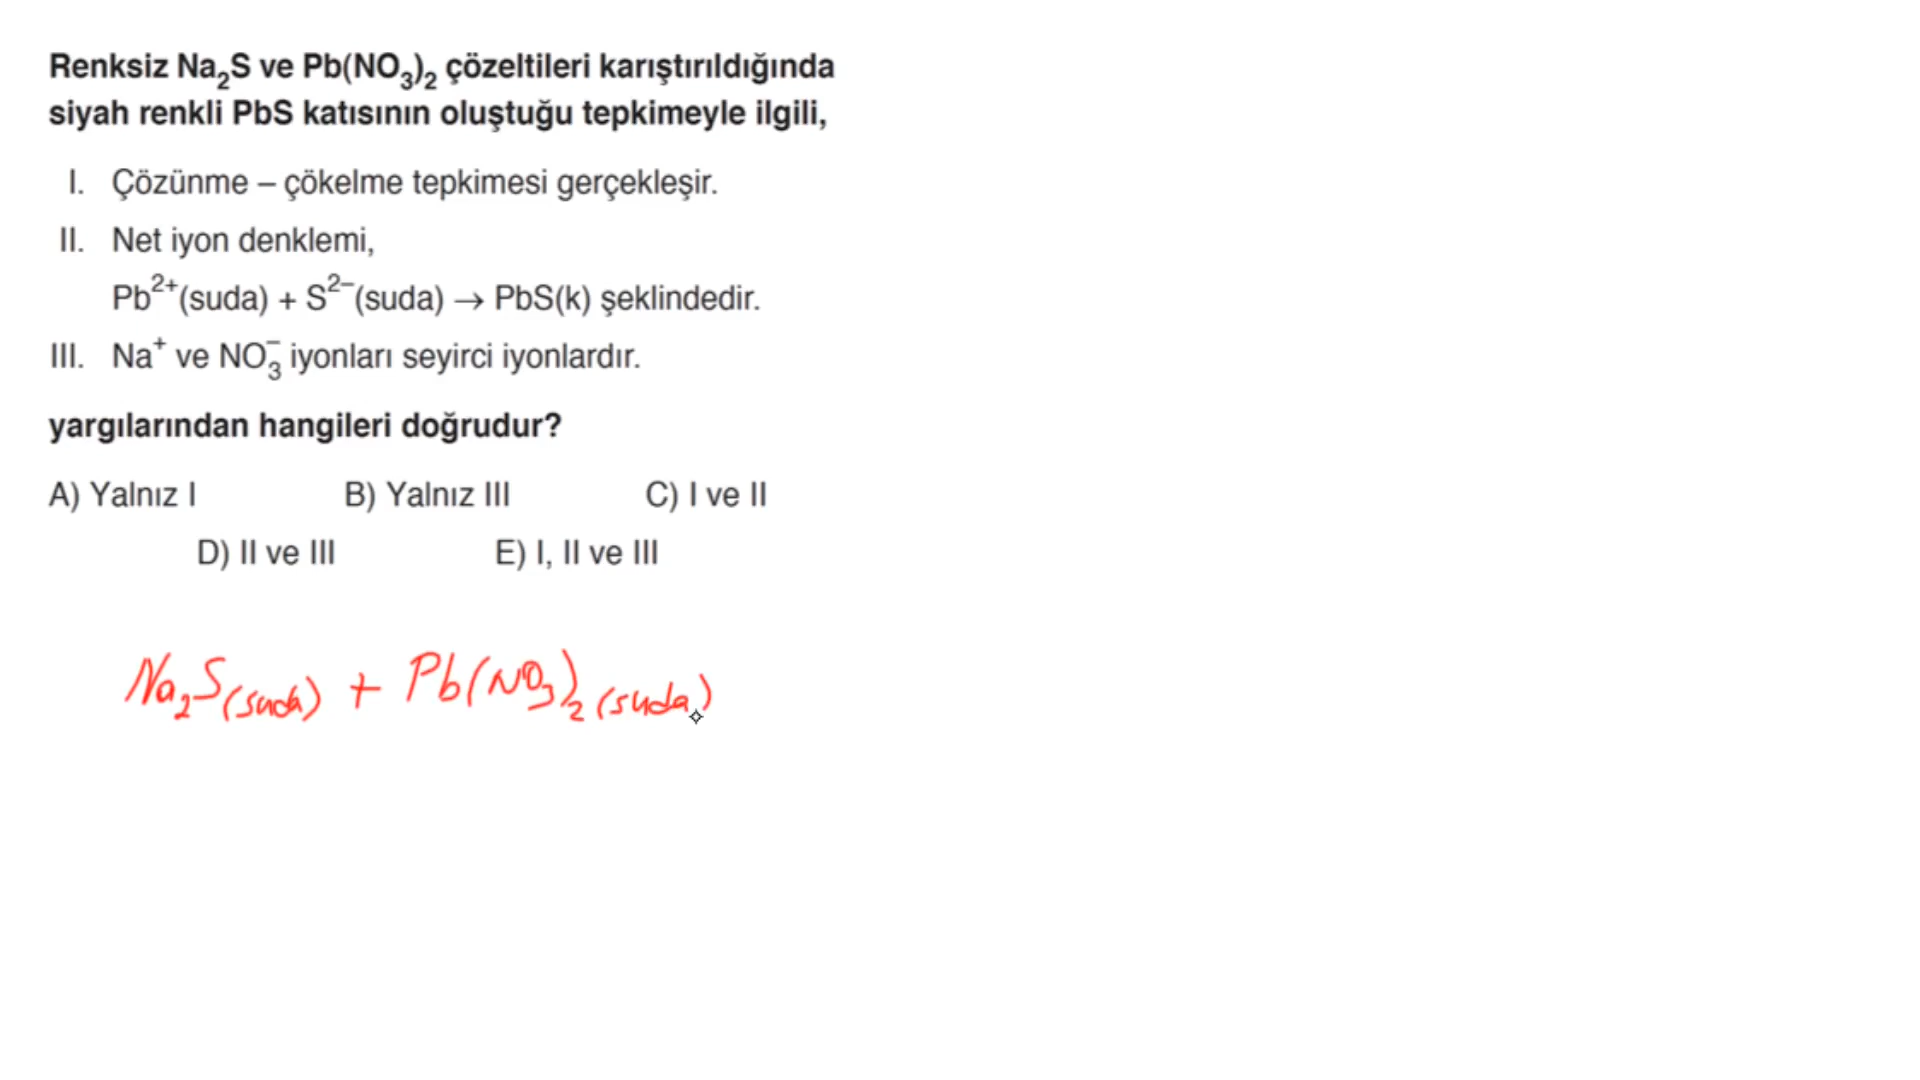 Renksiz Na₂S ve Pb(NO₃)₂ çözeltileri karıştırıldığında
siyah renkli PbS katısının oluştuğu tepkimeyle ilgili,
I. Çözünme – çökelme tepkimesi gerçekleşir.
II. Net iyon denklemi,
Pb²⁺(suda) + S²⁻(suda) → PbS(k) şeklindedir.
III. Na⁺ ve NO₃⁻ iyonları seyirci iyonlardır.
yargılarından hangileri doğrudur?
A) Yalnız I B) Yalnız III C) I ve II
D) II ve III E) I, II ve III
Na₂S(suda) + Pb(NO₃)₂(suda)